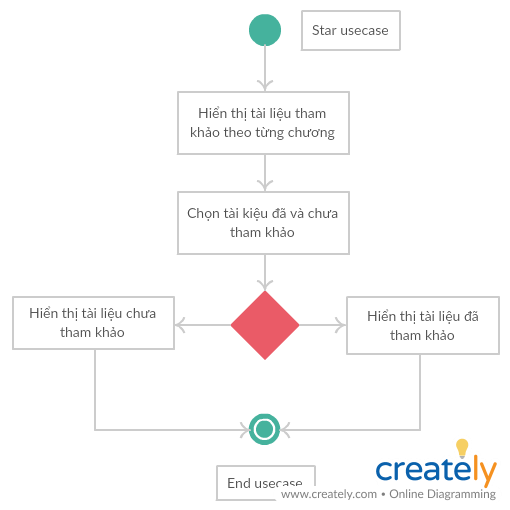 Star usecase
Hiển thị tài liệu tham
khảo theo từng chương
Chọn tài kiệu đã và chưa
tham khảo
Hiển thị tài liệu chưa
tham khảo
Hiển thị tài liệu đã
tham khảo
End usecase
creately
www.creately.com • Online Diagramming